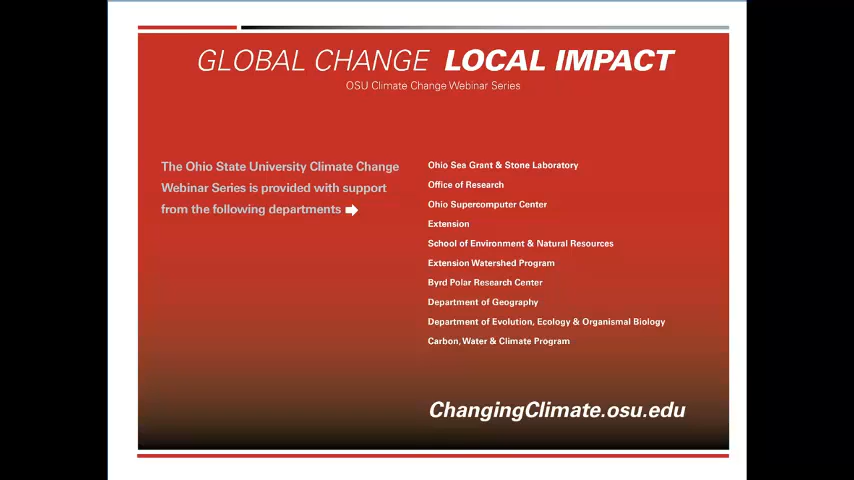 GLOBAL CHANGE LOCAL IMPACT
OSU Climate Change Webinar Series
The Ohio State University Climate Change
Webinar Series is provided with support
from the following departments
Ohio Sea Grant & Stone Laboratory
Office of Research
Ohio Supercomputer Center
Extension
School of Environment & Natural Resources
Extension Watershed Program
Byrd Polar Research Center
Department of Geography
Department of Evolution, Ecology & Organismal Biology
Carbon, Water & Climate Program
ChangingClimate.osu.edu